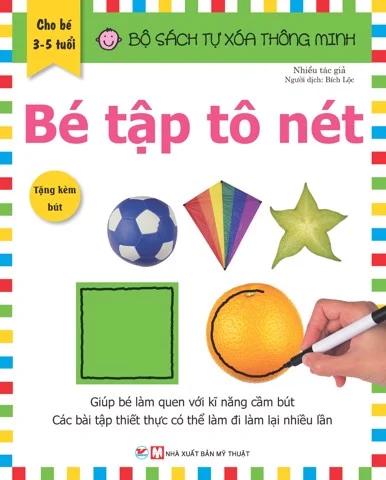 Cho bé
3-5 tuổi
BỘ SÁCH TỰ XÓA THÔNG MINH
Nhiều tác giả
Người dịch: Bích Lộc
Bé tập tô nét
Tặng kèm
bút
Giúp bé làm quen với kĩ năng cầm bút
Các bài tập thiết thực có thể làm đi làm lại nhiều lần
NHÀ XUẤT BẢN MỸ THUẬT